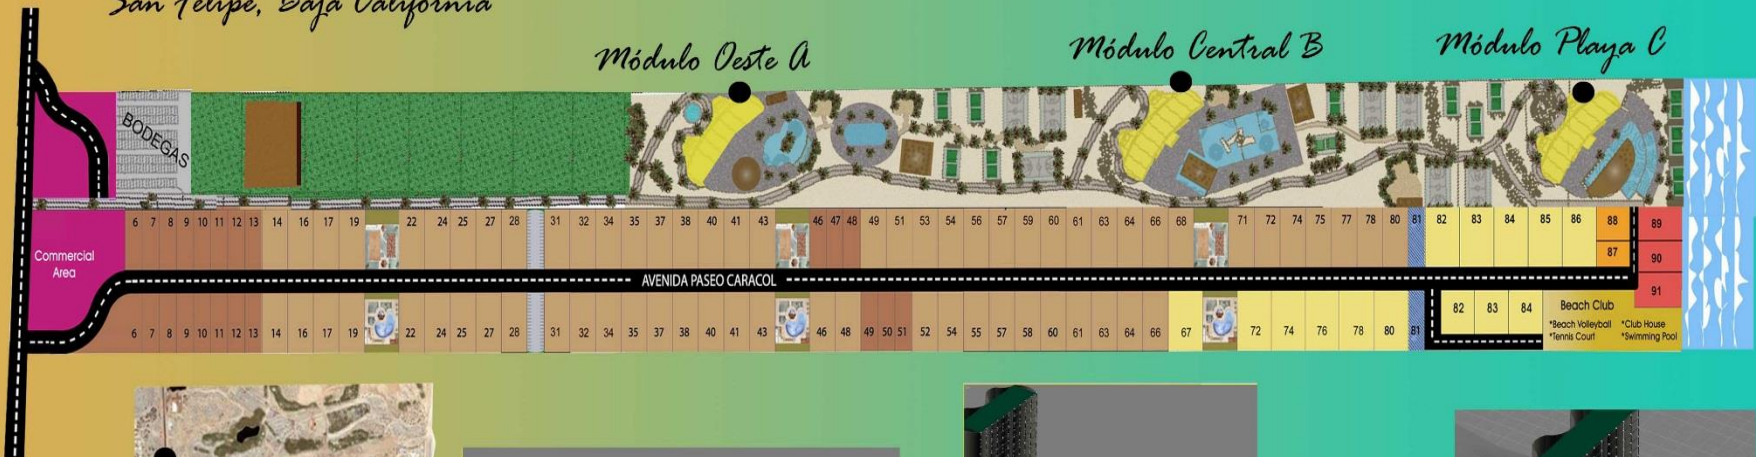 San Felipe, Baja California
Módulo Oeste A
Módulo Central B
Módulo Playa C
BODEGAS
Commercial
Area
6 7 8 9 10 11 12 13 14 16 17 19 22 24 25 27 28 31 32 34 35 37 38 40 41 43 46 47 48 49 51 53 54 56 57 59 60 61 63 64 66 68 71 72 74 75 77 78 80 81 82 83 84 85 86 88 89
87 90
AVENIDA PASEO CARACOL
91
6 7 8 9 10 11 12 13 14 16 17 19 22 24 25 27 28 31 32 34 35 37 38 40 41 43 46 48 49 50 51 52 54 55 57 58 60 61 63 64 66 67 72 74 76 78 80 81 82 83 84
Beach Club
*Beach Volleyball *Club House
*Tennis Court *Swimming Pool